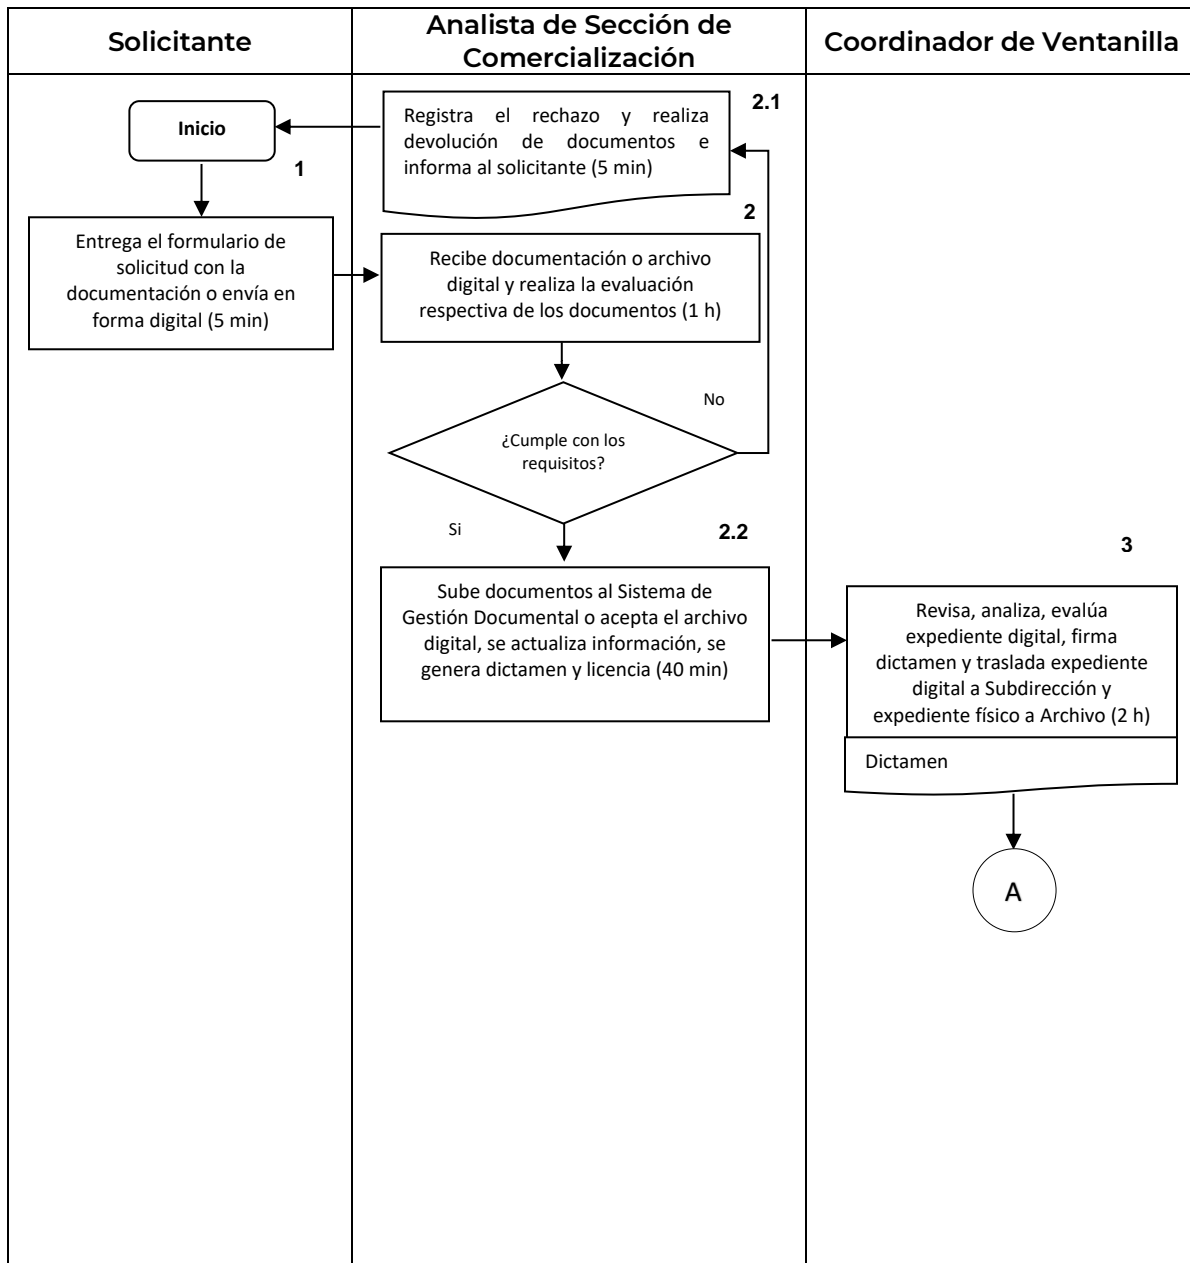 Solicitante
Analista de Sección de
Comercialización
Coordinador de Ventanilla
Inicio
1
Entrega el formulario de
solicitud con la
documentación o envía en
forma digital (5 min)
2.1
Registra el rechazo y realiza
devolución de documentos e
informa al solicitante (5 min)
2
Recibe documentación o archivo
digital y realiza la evaluación
respectiva de los documentos (1 h)
¿Cumple con los
requisitos?
No
Si
2.2
Sube documentos al Sistema de
Gestión Documental o acepta el archivo
digital, se actualiza información, se
genera dictamen y licencia (40 min)
3
Revisa, analiza, evalúa
expediente digital, firma
dictamen y traslada expediente
digital a Subdirección y
expediente físico a Archivo (2 h)
Dictamen
A